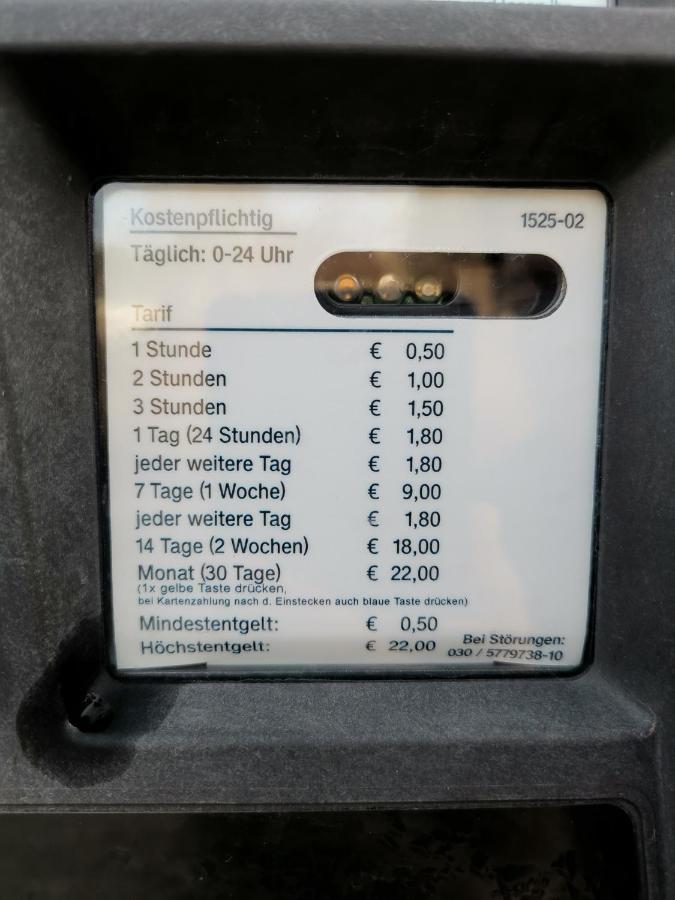 Kostenpflichtig 1525-02
Täglich: 0-24 Uhr
Tarif
1 Stunde € 0,50
2 Stunden € 1,00
3 Stunden € 1,50
1 Tag (24 Stunden) € 1,80
jeder weitere Tag € 1,80
7 Tage (1 Woche) € 9,00
jeder weitere Tag € 1,80
14 Tage (2 Wochen) € 18,00
Monat (30 Tage) € 22,00
(1x gelbe Taste drücken,
bei Kartenzahlung nach d. Einstecken auch blaue Taste drücken)
Mindestentgelt: € 0,50
Höchstentgelt: € 22,00 Bei Störungen:
030 / 5779738-10